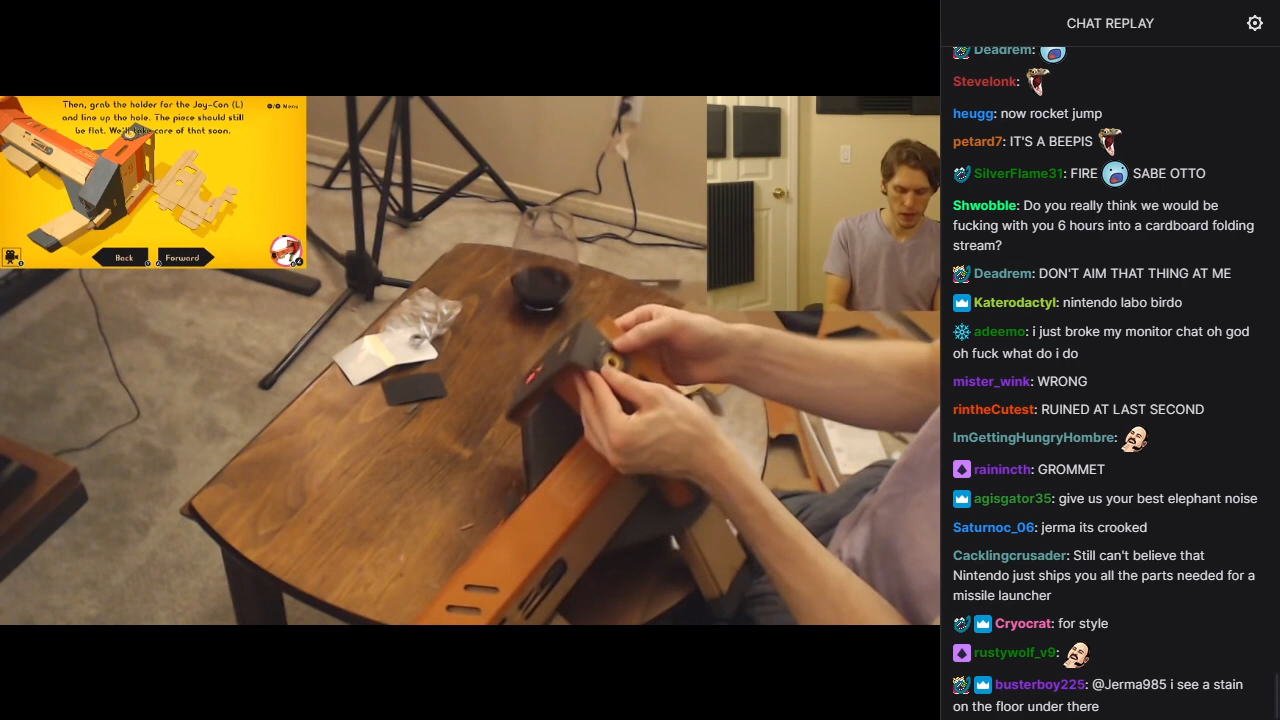 CHAT REPLAY
Deadrem:
Stevelonk:
heugg: now rocket jump
petard7: IT'S A BEEPIS
SilverFlame31: FIRE SABE OTTO
Shwobble: Do you really think we would be
fucking with you 6 hours into a cardboard folding
stream?
Deadrem: DON'T AIM THAT THING AT ME
Katerodactyl: nintendo labo birdo
adeemo: i just broke my monitor chat oh god
oh fuck what do i do
mister_wink: WRONG
rintheCutest: RUINED AT LAST SECOND
ImGettingHungryHombre:
rainincth: GROMMET
agisgator35: give us your best elephant noise
Saturnoc_06: jerma its crooked
Cacklingcrusader: Still can't believe that
Nintendo just ships you all the parts needed for a
missile launcher
Cryocrat: for style
rustywolf_v9:
busterboy225: @Jerma985 i see a stain
on the floor under there
Then, grab the holder for the Joy-Con (L)
and line up the hole. The piece should still
be flat. We'll take care of that soon.
Menu
Back
Forward